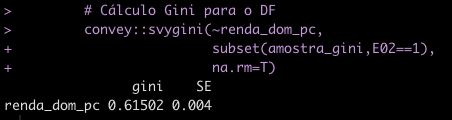 > # Cálculo Gini para o DF
> convey::svygini(~renda_dom_pc,
+ subset(amostra_gini,E02==1),
+ na.rm=T)
gini SE
renda_dom_pc 0.61502 0.004